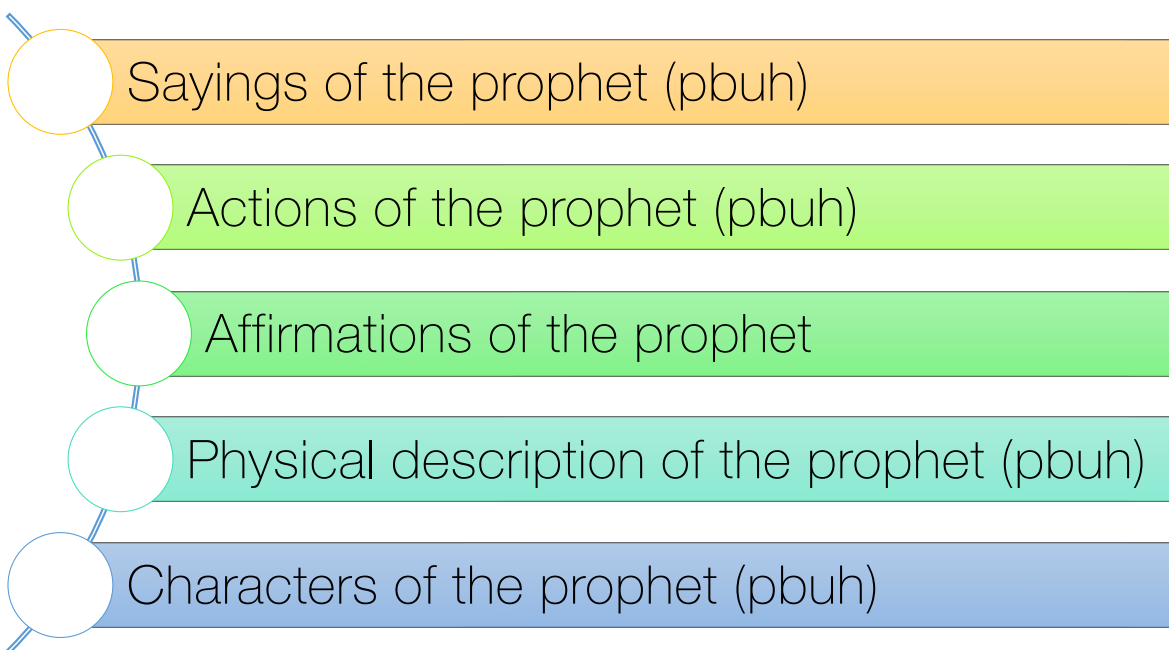 Sayings of the prophet (pbuh)
Actions of the prophet (pbuh)
Affirmations of the prophet
Physical description of the prophet (pbuh)
Characters of the prophet (pbuh)